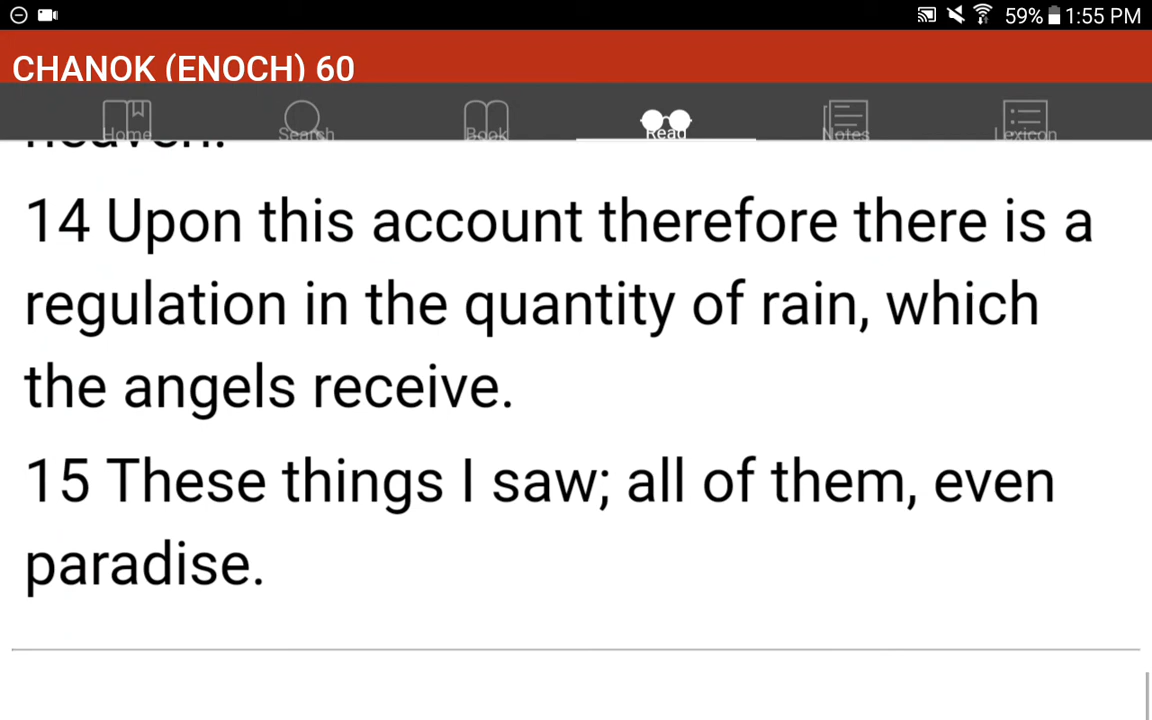 59% 1:55 PM
CHANOK (ENOCH) 60
Home Search Book Read Notes Lexicon
heaven.
14 Upon this account therefore there is a
regulation in the quantity of rain, which
the angels receive.
15 These things I saw; all of them, even
paradise.